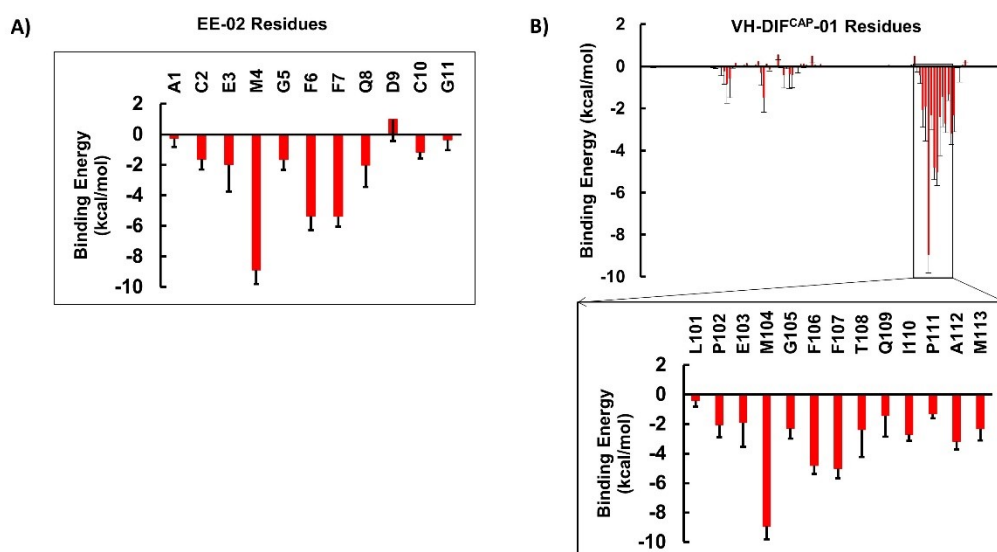 A)
EE-02 Residues
A1 C2 E3 M4 G5 F6 F7 Q8 D9 C10 G11
Binding Energy
(kcal/mol)
2
0
-2
-4
-6
-8
-10
B)
VH-DIFᶜᴬᴾ-01 Residues
Binding Energy (kcal/mol)
2
0
-2
-4
-6
-8
-10
L101 P102 E103 M104 G105 F106 F107 T108 Q109 I110 P111 A112 M113
Binding Energy
(kcal/mol)
2
0
-2
-4
-6
-8
-10